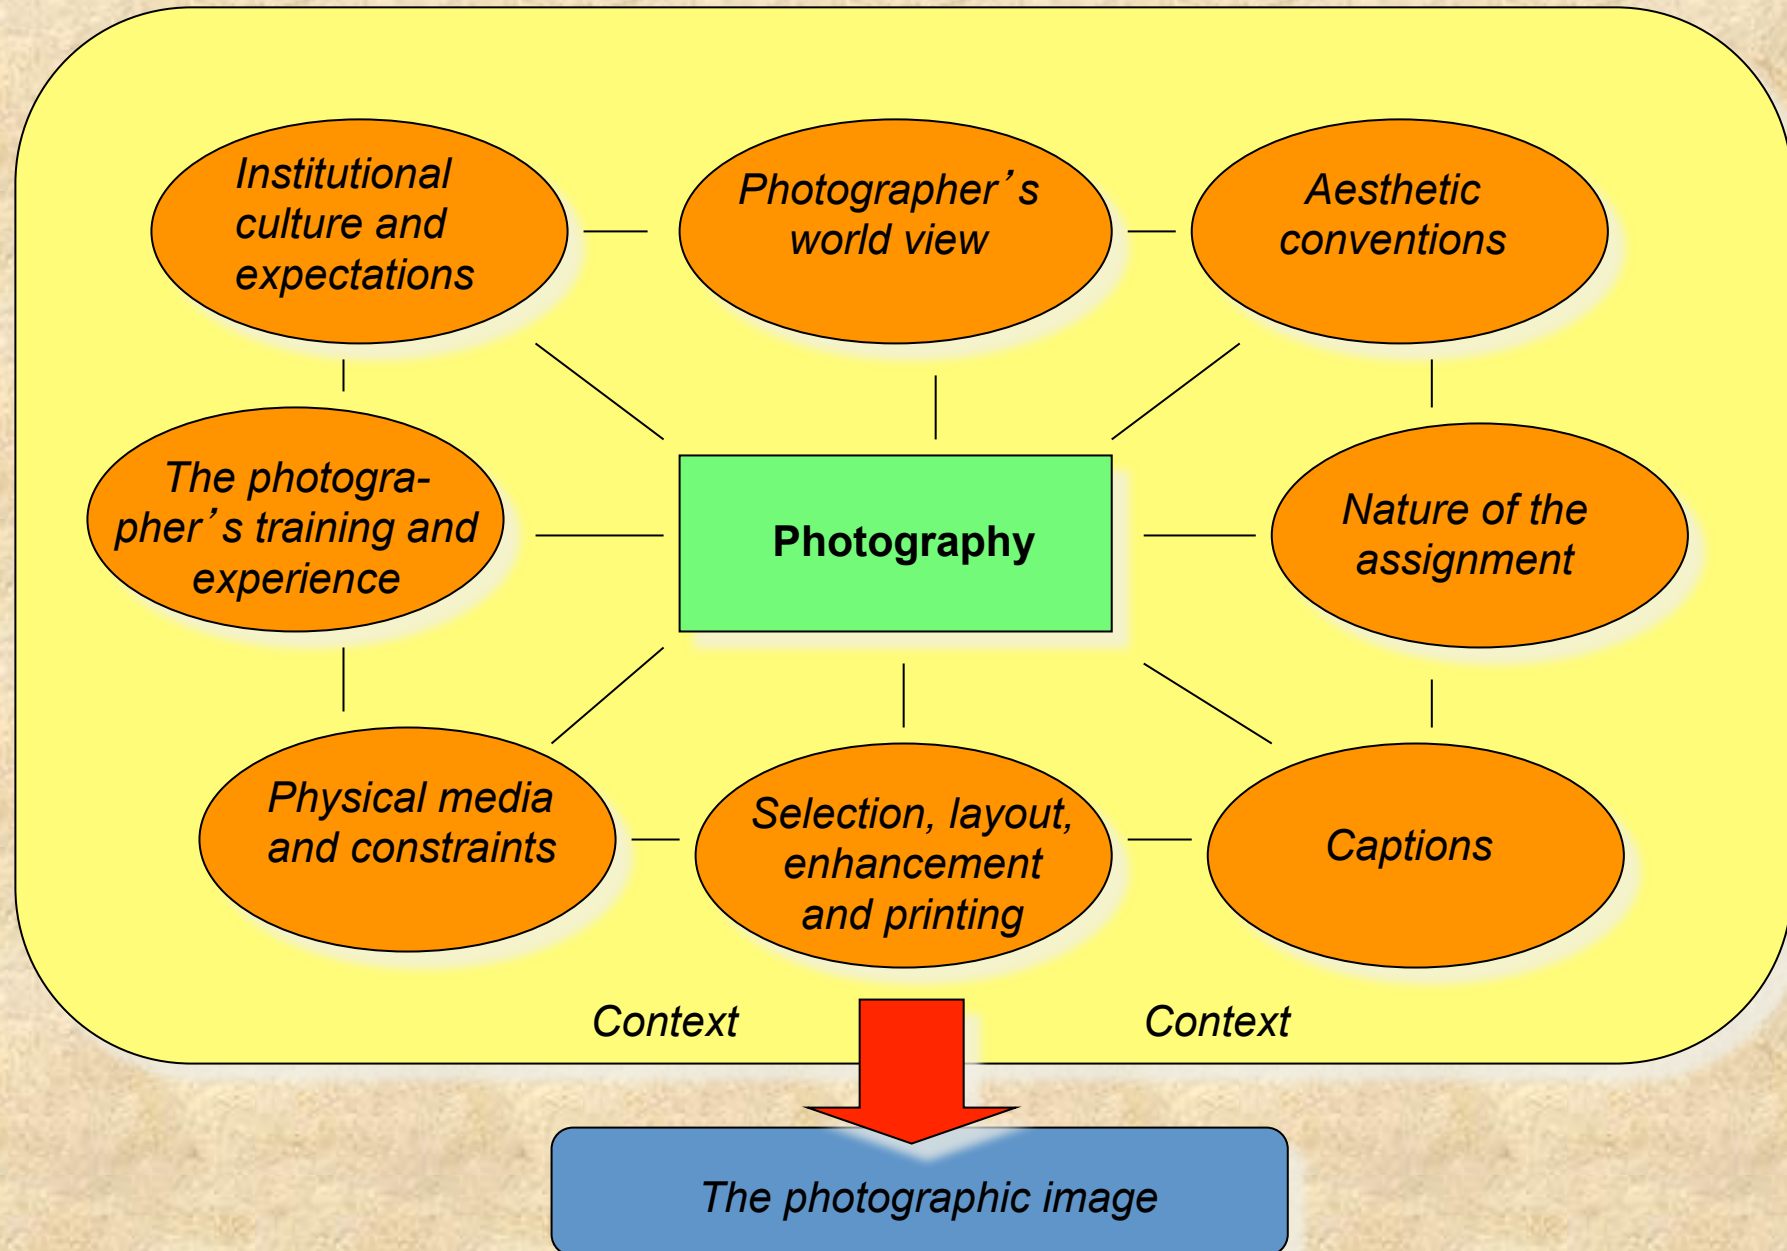 Institutional
culture and
expectations
Photographer’s
world view
Aesthetic
conventions
The photogra-
pher’s training and
experience
Photography
Nature of the
assignment
Physical media
and constraints
Selection, layout,
enhancement
and printing
Captions
Context
Context
The photographic image